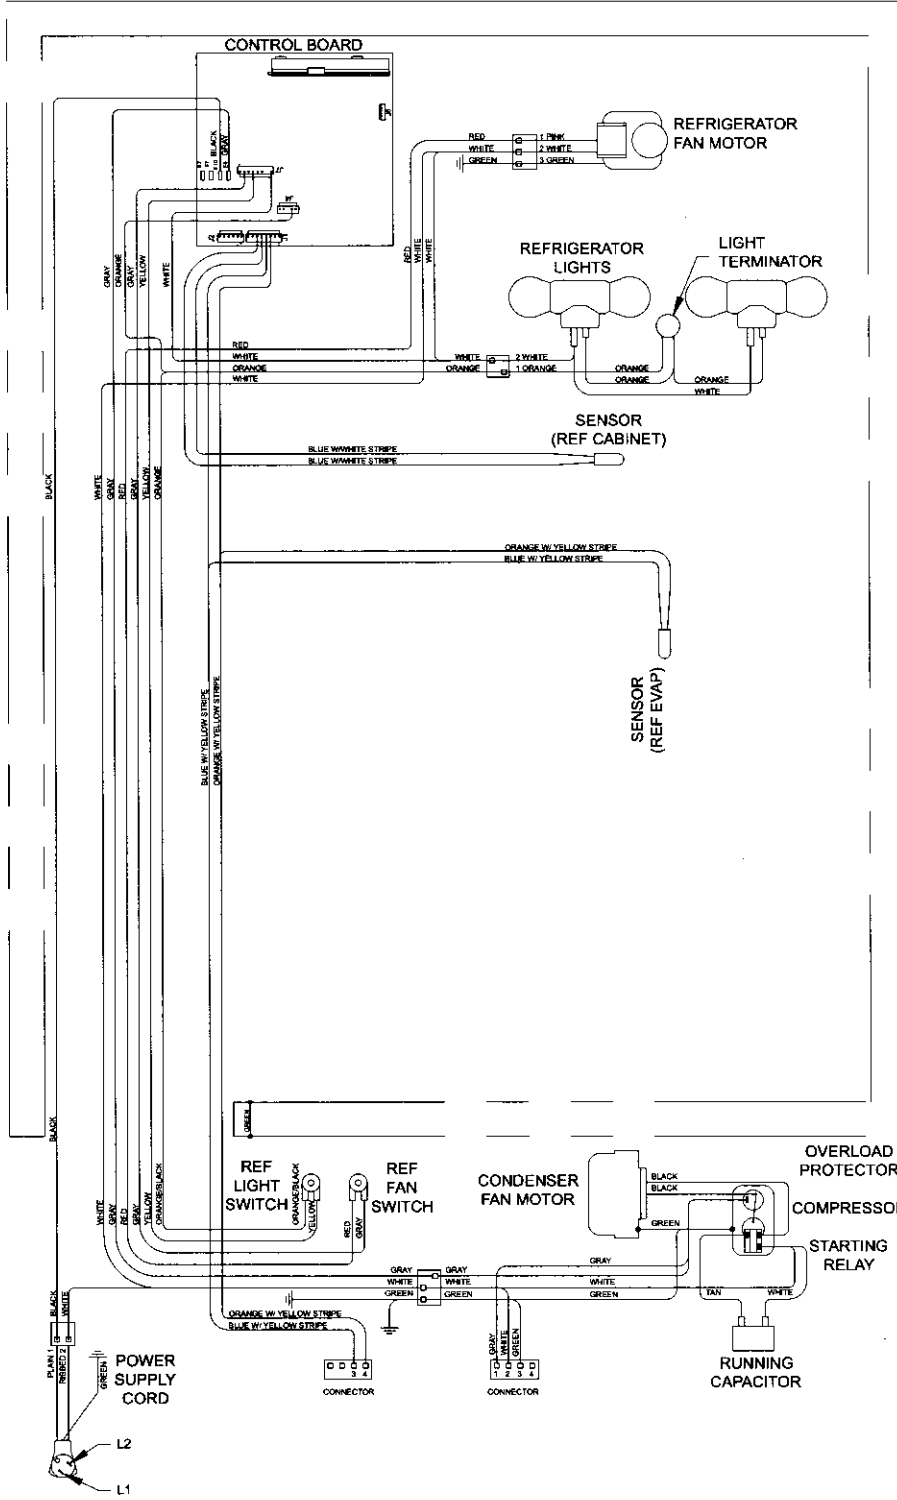 CONTROL BOARD
BLACK
GRAY
RED
WHITE
GREEN
1 PINK
2 WHITE
3 GREEN
REFRIGERATOR
FAN MOTOR
REFRIGERATOR
LIGHTS
LIGHT
TERMINATOR
GRAY
ORANGE
GRAY
YELLOW
WHITE
RED
WHITE
WHITE
RED
WHITE
ORANGE
WHITE
WHITE
ORANGE
2 WHITE
1 ORANGE
ORANGE
ORANGE
ORANGE
WHITE
SENSOR
(REF CABINET)
BLUE W/WHITE STRIPE
BLUE W/WHITE STRIPE
BLACK
WHITE
GRAY
RED
GRAY
YELLOW
ORANGE
ORANGE W/ YELLOW STRIPE
BLUE W/ YELLOW STRIPE
SENSOR
(REF EVAP)
BLUE W/ YELLOW STRIPE
ORANGE W/ YELLOW STRIPE
BLACK
GREEN
WHITE
GRAY
RED
GRAY
YELLOW
ORANGE/BLACK
REF
LIGHT
SWITCH
ORANGE/BLACK
YELLOW
REF
FAN
SWITCH
RED
GRAY
CONDENSER
FAN MOTOR
BLACK
BLACK
GREEN
OVERLOAD
PROTECTOR
COMPRESSOR
STARTING
RELAY
GRAY
WHITE
GREEN
GRAY
WHITE
GREEN
GRAY
WHITE
GREEN
TAN
WHITE
BLACK
WHITE
ORANGE W/ YELLOW STRIPE
BLUE W/ YELLOW STRIPE
GRAY
WHITE
GREEN
PLAIN 1
RIBBED 2
GREEN
POWER
SUPPLY
CORD
3 4
CONNECTOR
1 2 3 4
CONNECTOR
RUNNING
CAPACITOR
L2
L1